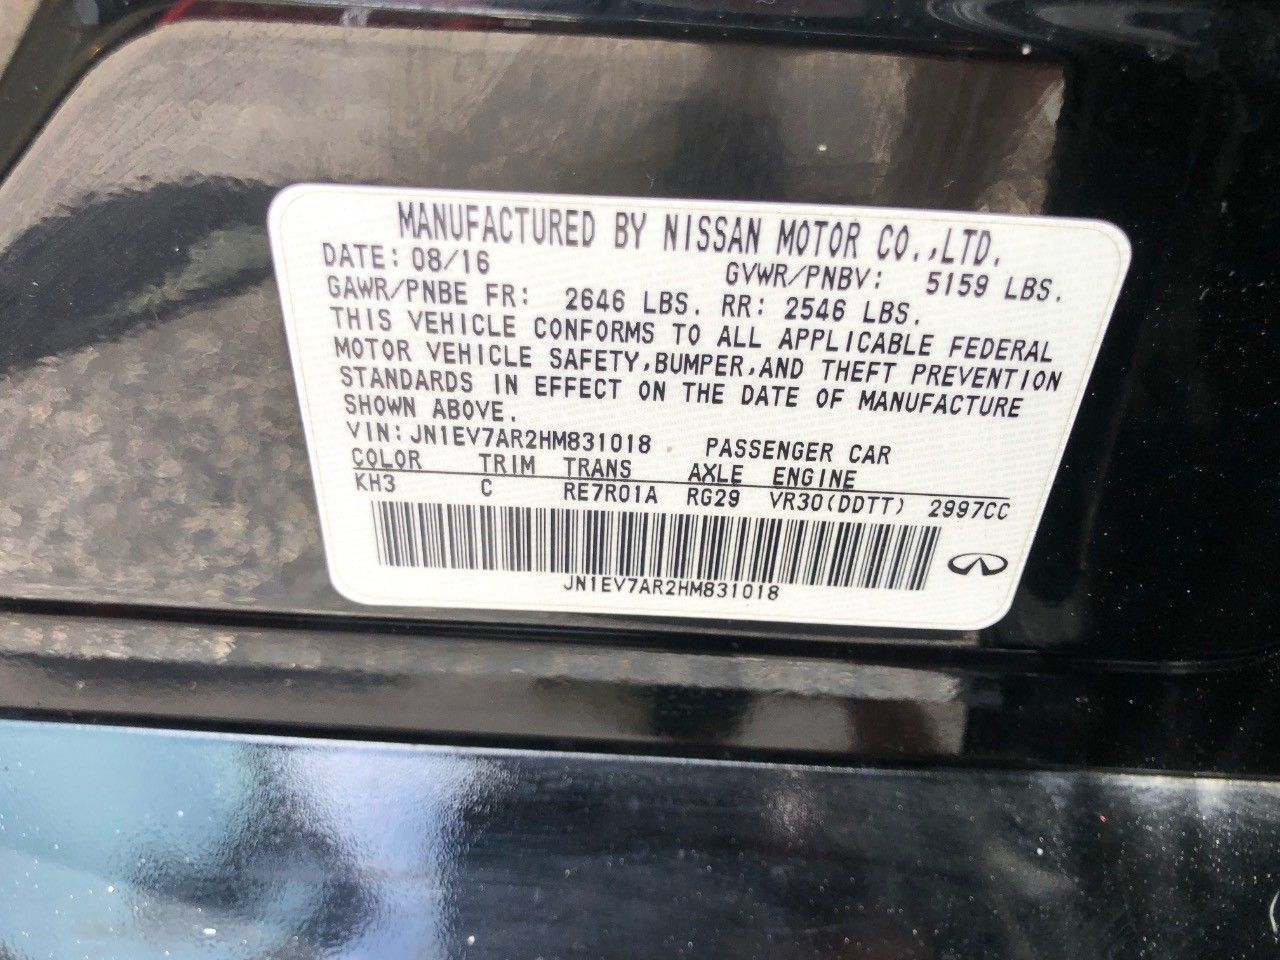 MANUFACTURED BY NISSAN MOTOR CO.,LTD.
DATE: 08/16 GVWR/PNBV: 5159 LBS.
GAWR/PNBE FR: 2646 LBS. RR: 2546 LBS.
THIS VEHICLE CONFORMS TO ALL APPLICABLE FEDERAL
MOTOR VEHICLE SAFETY,BUMPER,AND THEFT PREVENTION
STANDARDS IN EFFECT ON THE DATE OF MANUFACTURE
SHOWN ABOVE.
VIN: JN1EV7AR2HM831018 PASSENGER CAR
COLOR TRIM TRANS AXLE ENGINE
KH3 C RE7R01A RG29 VR30(DDTT) 2997CC
JN1EV7AR2HM831018